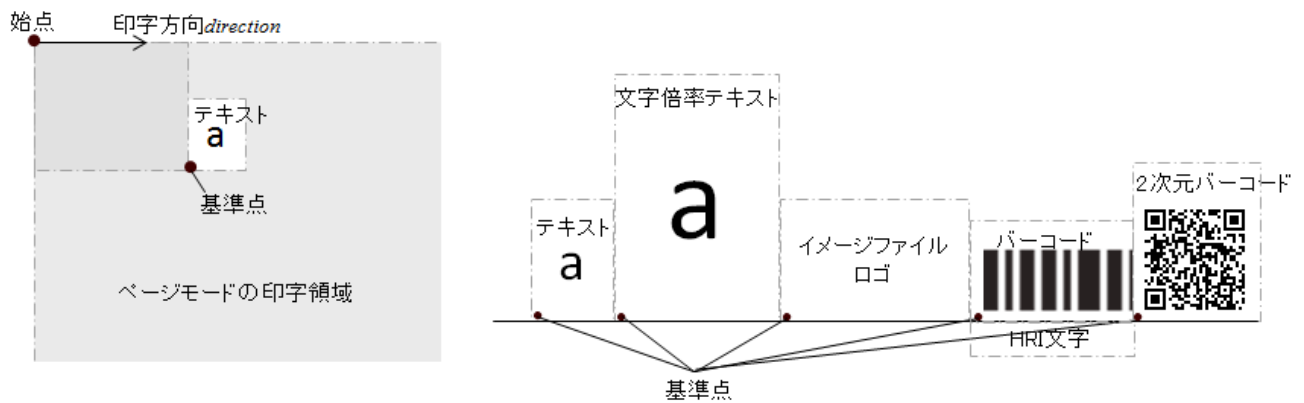 始点
印字方向direction
テキスト
a
基準点
ページモードの印字領域
文字倍率テキスト
a
テキスト
a
イメージファイル
ロゴ
バーコード
HRI文字
２次元バーコード
基準点